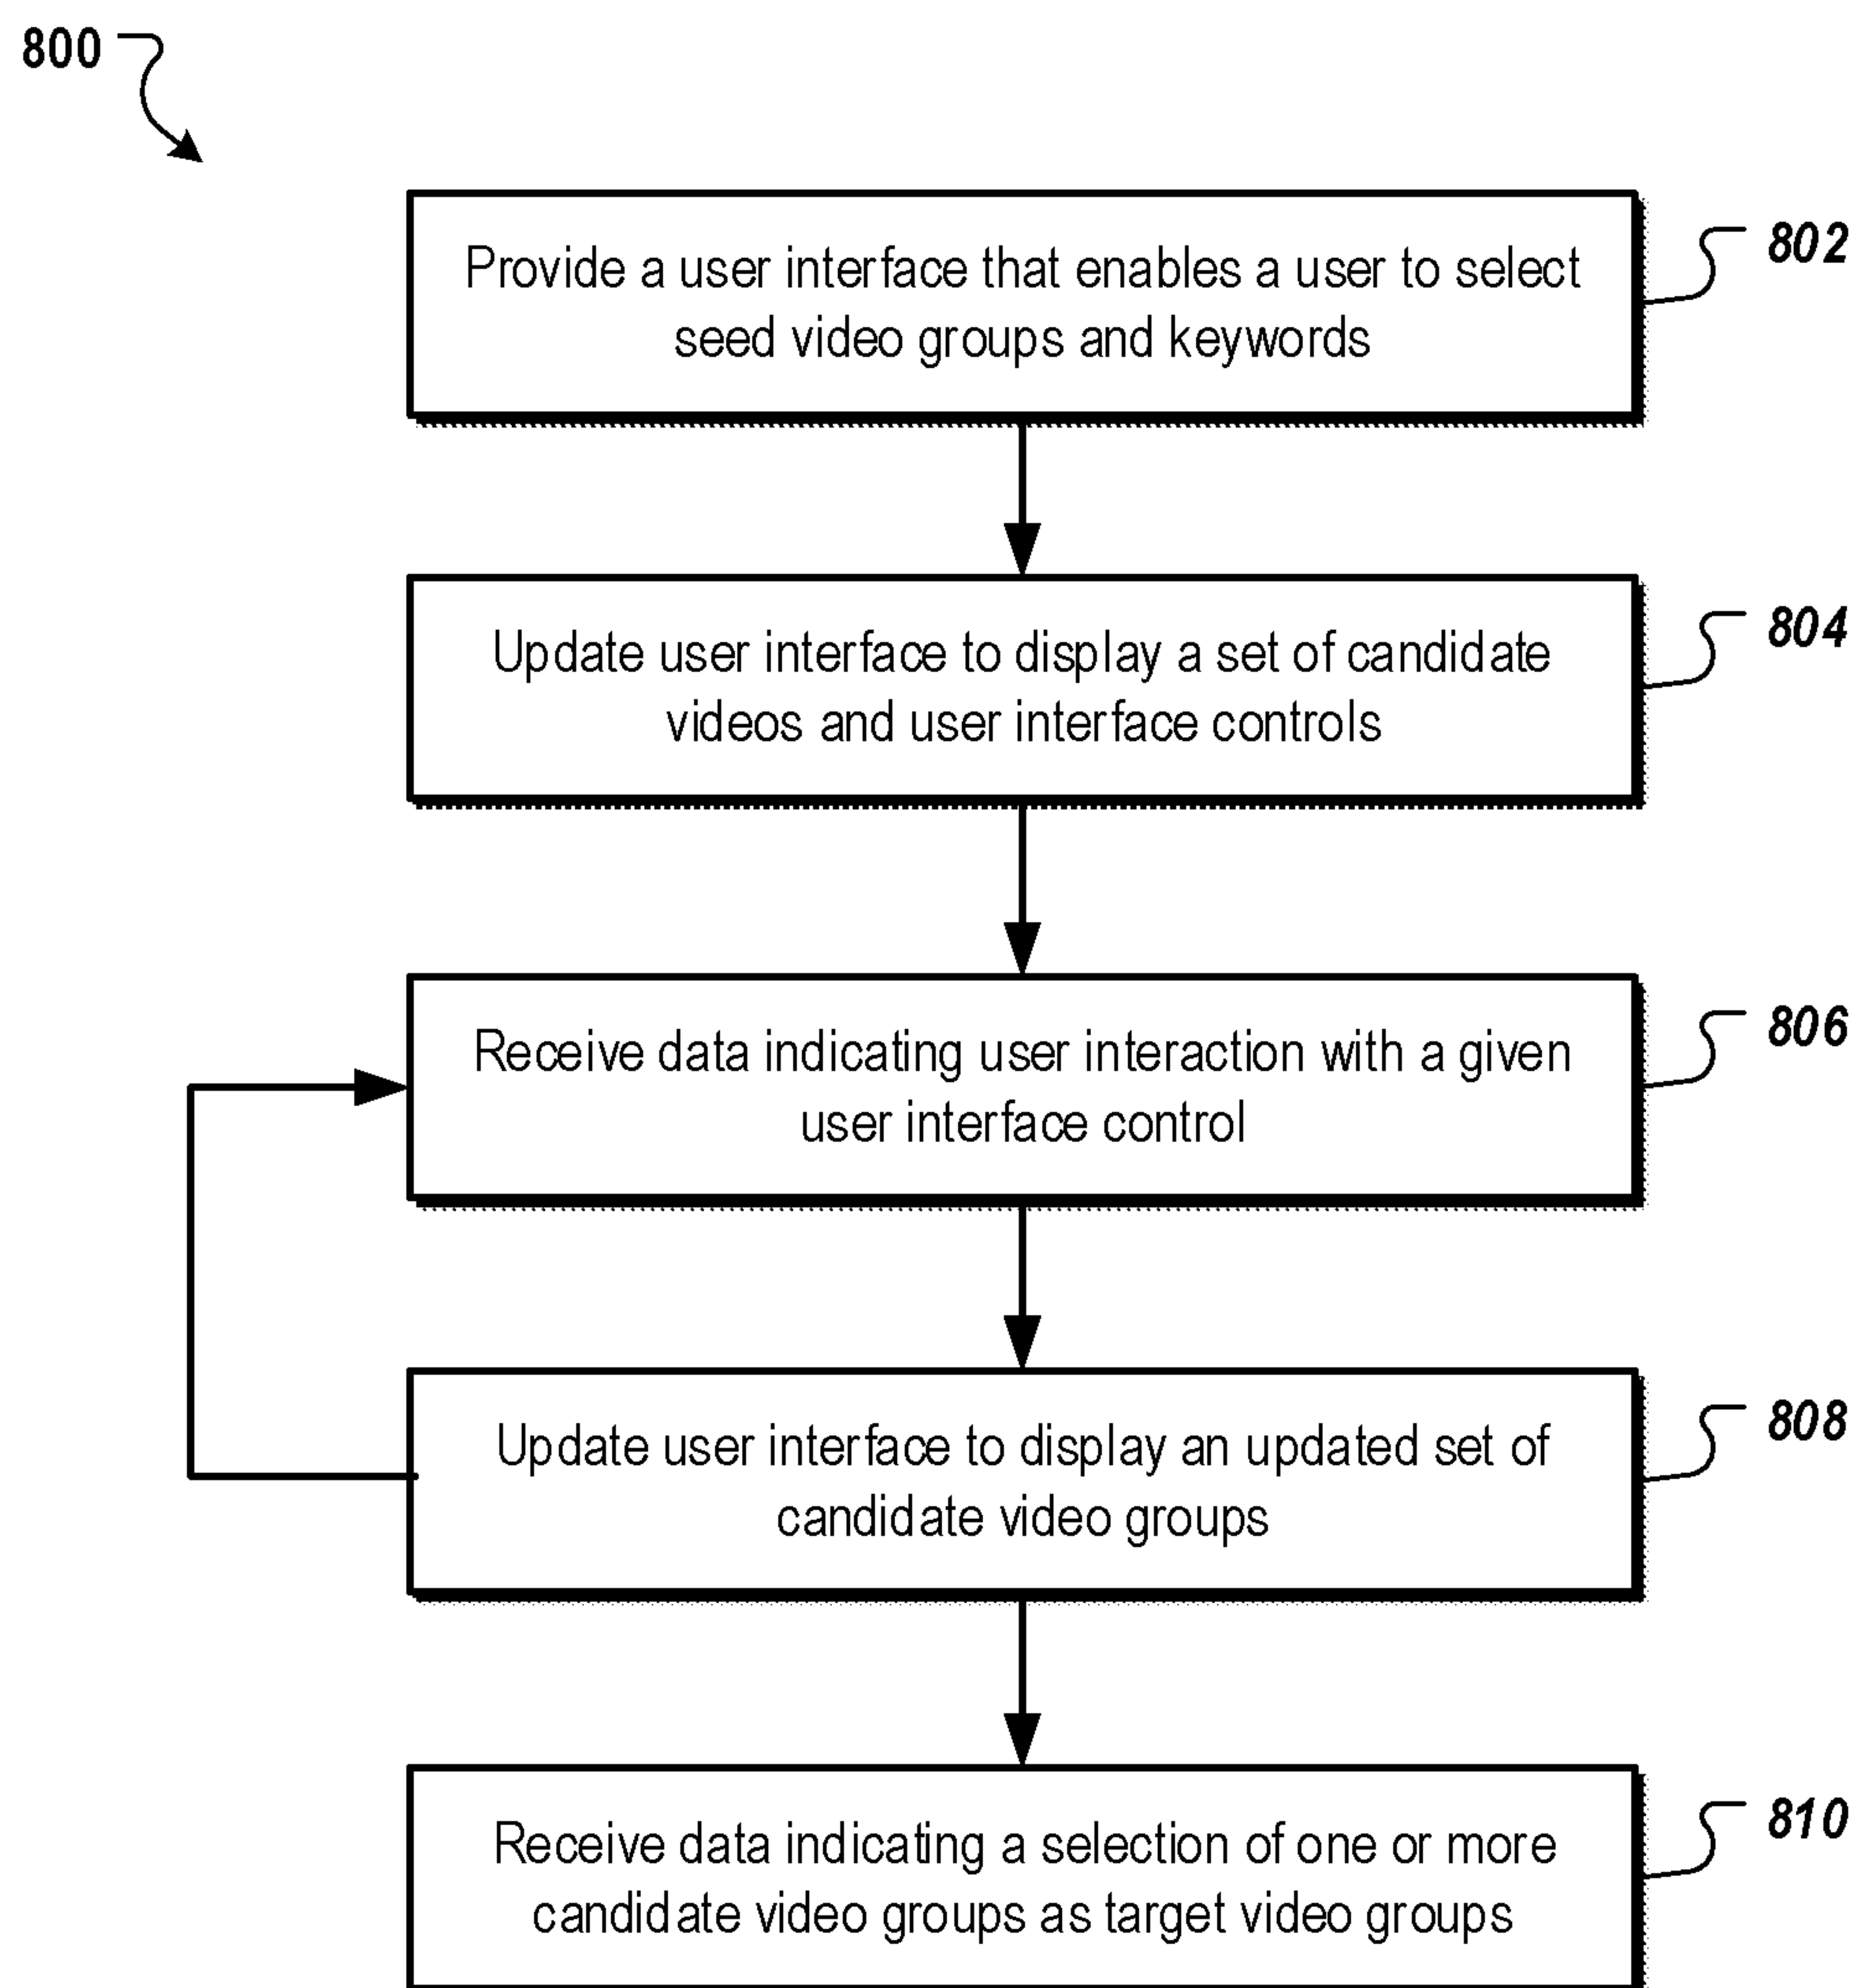 800
Provide a user interface that enables a user to select
seed video groups and keywords
802
Update user interface to display a set of candidate
videos and user interface controls
804
Receive data indicating user interaction with a given
user interface control
806
Update user interface to display an updated set of
candidate video groups
808
Receive data indicating a selection of one or more
candidate video groups as target video groups
810